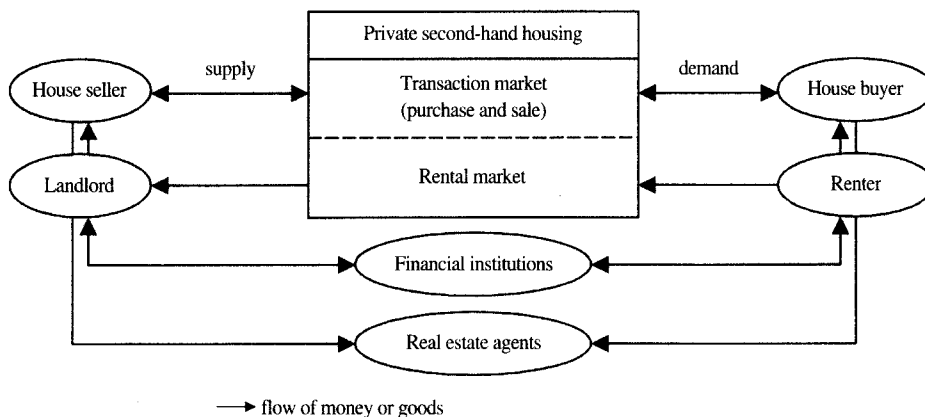 Private second-hand housing
supply
demand
House seller
Transaction market
(purchase and sale)
House buyer
Landlord
Rental market
Renter
Financial institutions
Real estate agents
flow of money or goods